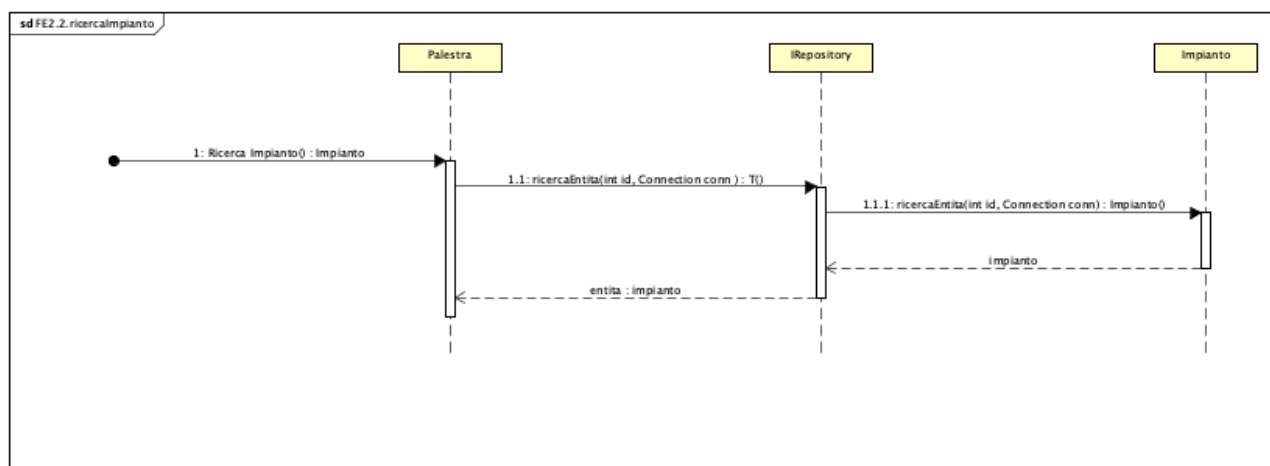 sd FE2.2.ricercaImpianto
Palestra
IRepository
Impianto
1: Ricerca Impianto() : Impianto
1.1: ricercaEntita(int id, Connection conn ) : T()
1.1.1: ricercaEntita(int id, Connection conn) : Impianto()
impianto
entita : impianto